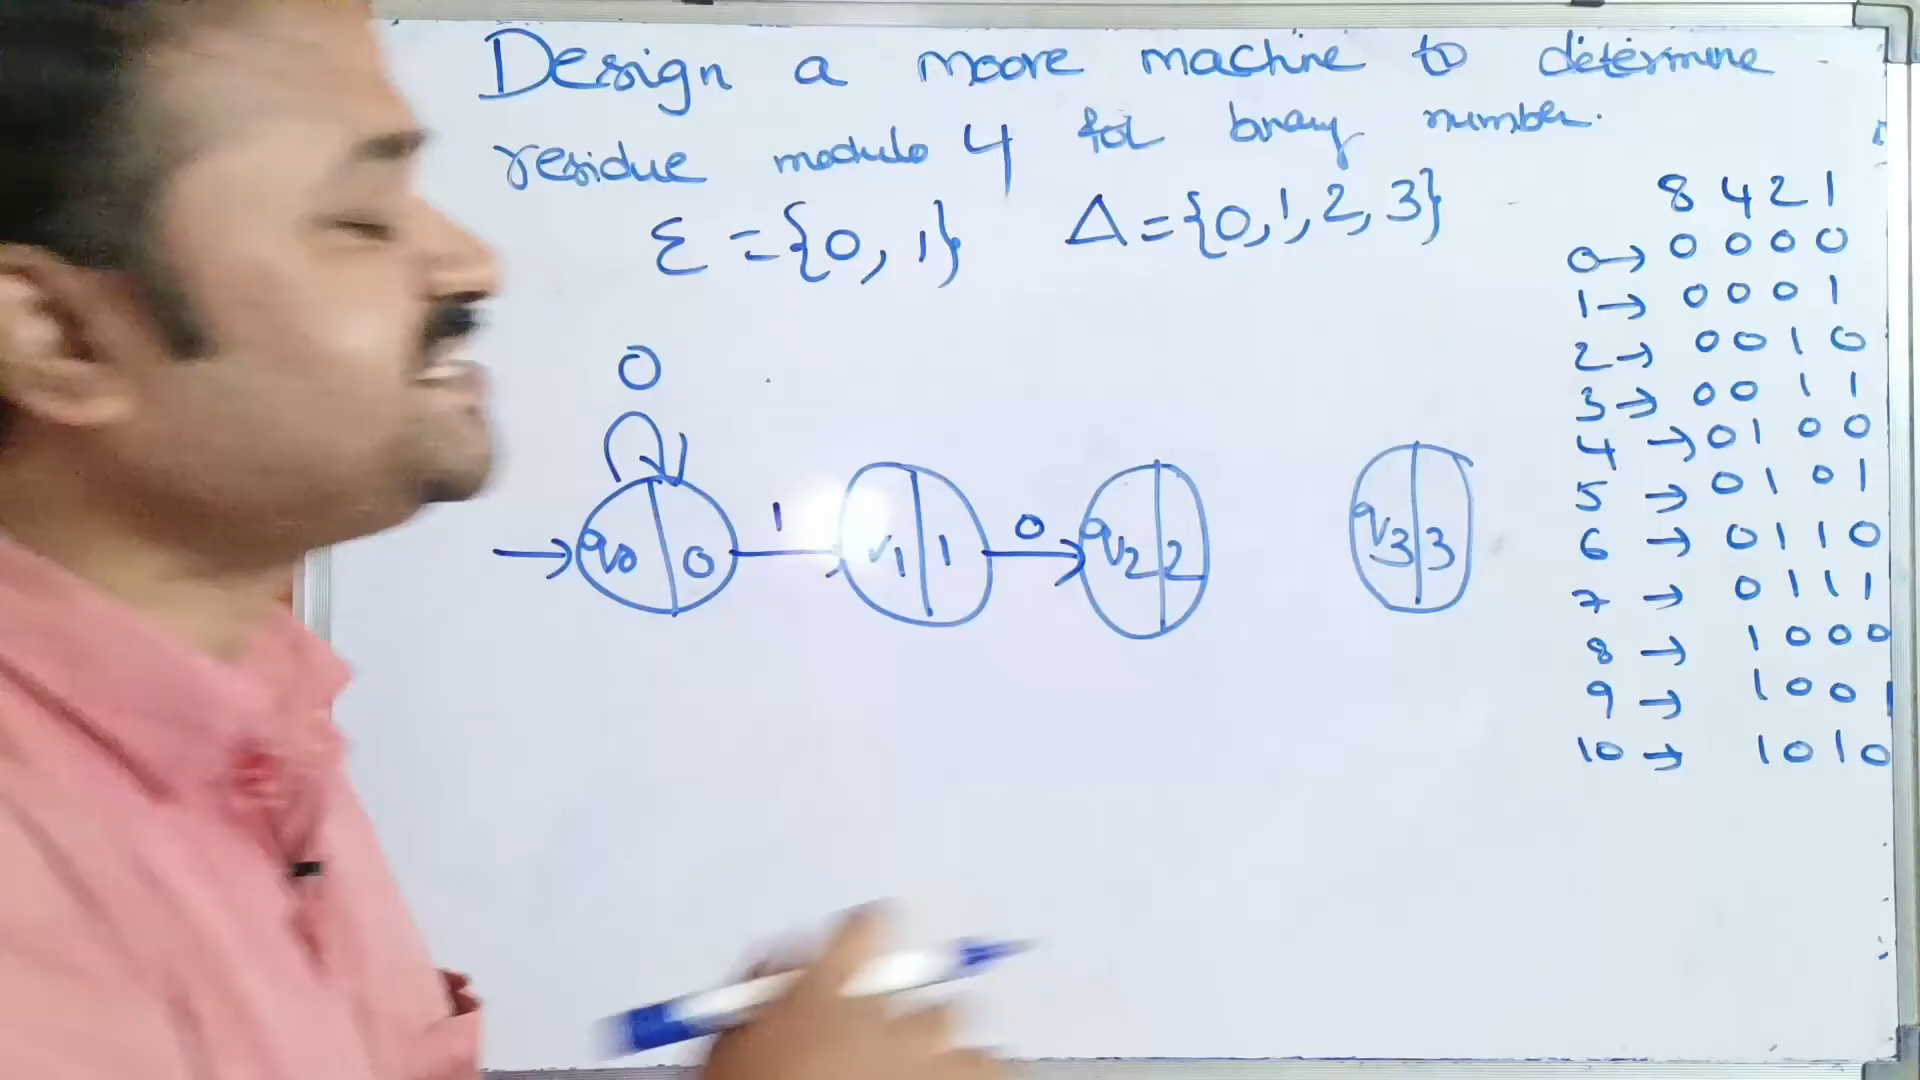 Design a moore machine to determine
residue modulo 4 for binary number.
Ɛ = {0, 1} Δ = {0, 1, 2, 3}
8 4 2 1
0 → 0 0 0 0
1 → 0 0 0 1
2 → 0 0 1 0
3 → 0 0 1 1
4 → 0 1 0 0
5 → 0 1 0 1
6 → 0 1 1 0
7 → 0 1 1 1
8 → 1 0 0 0
9 → 1 0 0 1
10 → 1 0 1 0
0
1 0
→ q0 0 → q1 1 → q2 2 q3 3